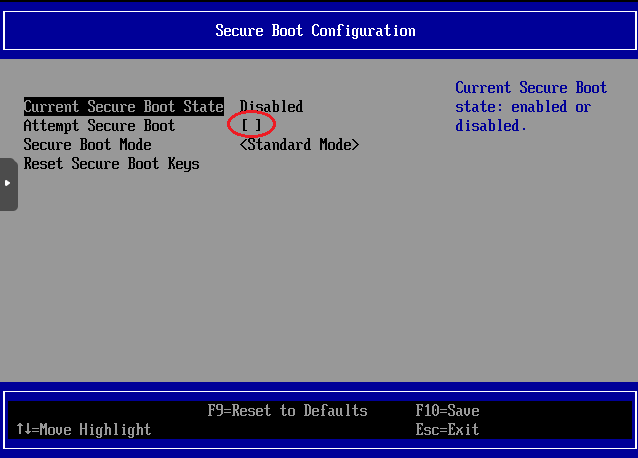 Secure Boot Configuration
Current Secure Boot State Disabled
Attempt Secure Boot [ ]
Secure Boot Mode <Standard Mode>
Reset Secure Boot Keys
Current Secure Boot
state: enabled or
disabled.
F9=Reset to Defaults F10=Save
↑↓=Move Highlight Esc=Exit